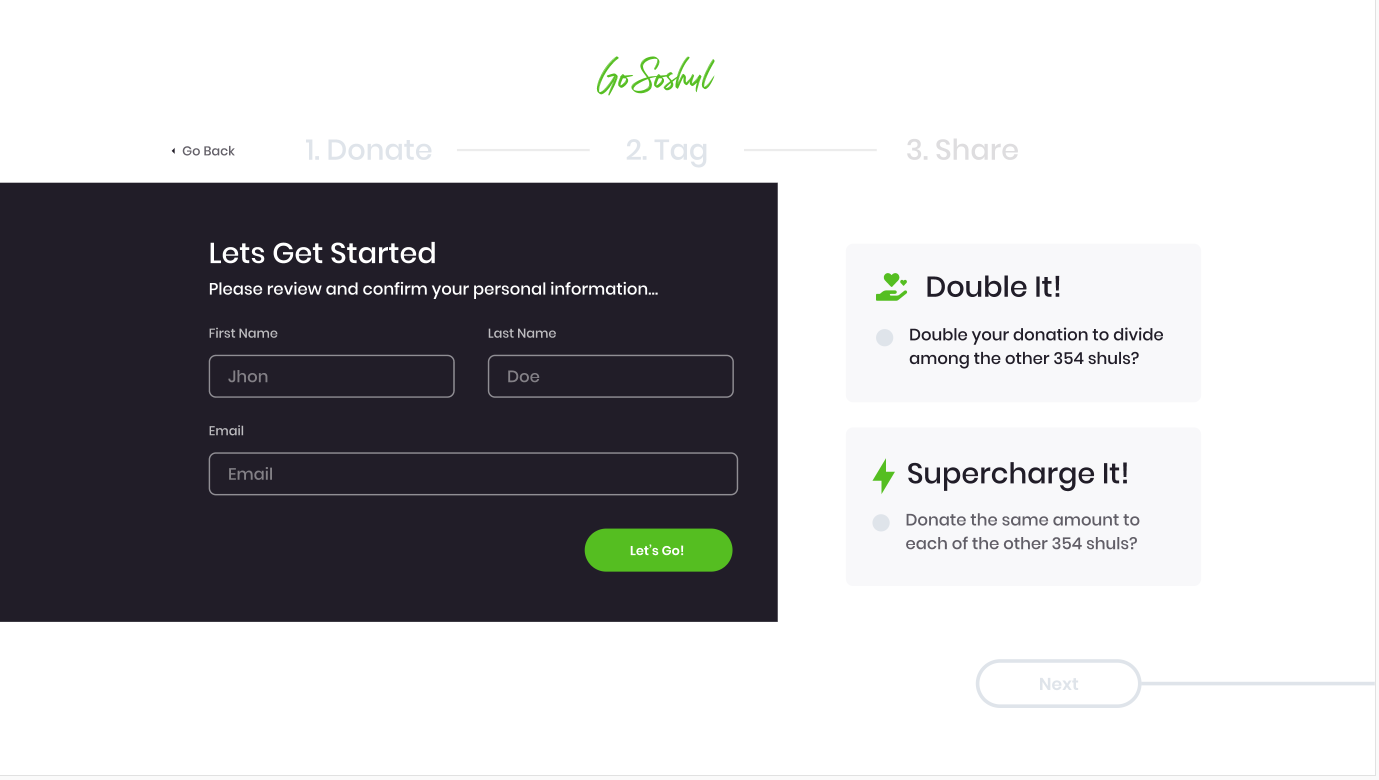 Go Soshul
Go Back
1. Donate
2. Tag
3. Share
Lets Get Started
Please review and confirm your personal information...
First Name
Last Name
Jhon
Doe
Email
Email
Let's Go!
Double It!
Double your donation to divide
among the other 354 shuls?
Supercharge It!
Donate the same amount to
each of the other 354 shuls?
Next